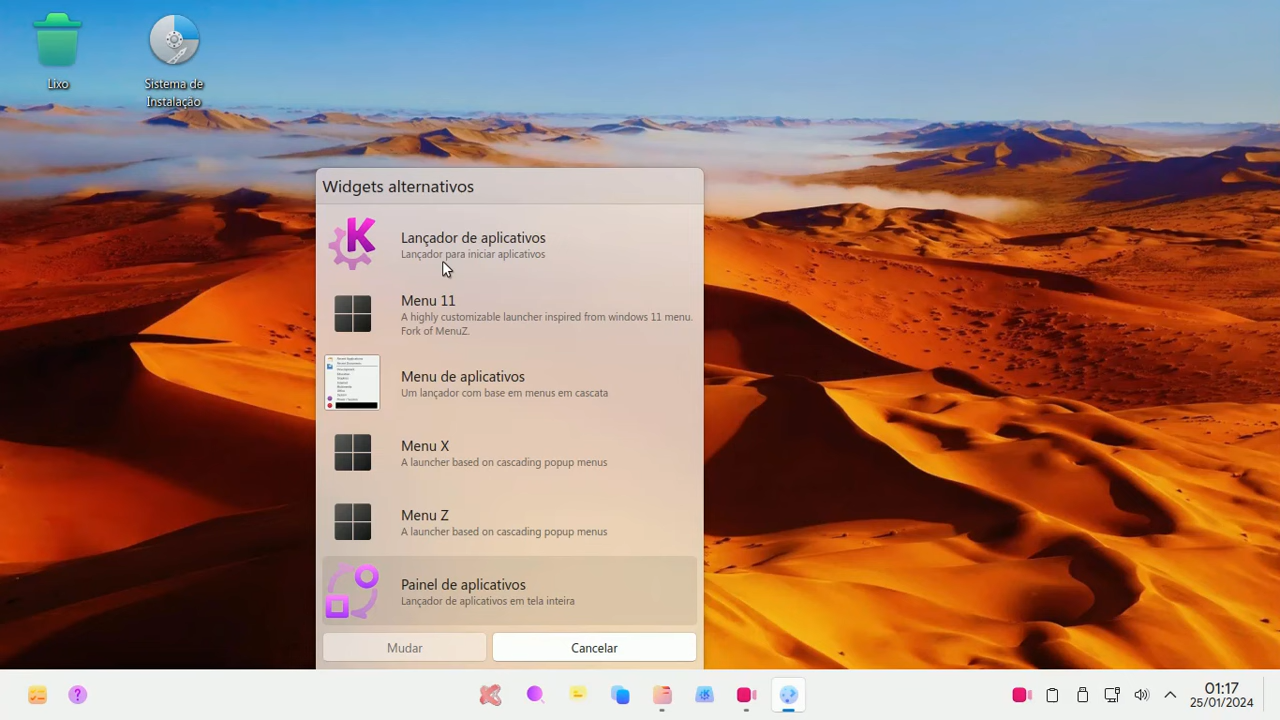 Lixo
Sistema de
Instalação
Widgets alternativos
Lançador de aplicativos
Lançador para iniciar aplicativos
Menu 11
A highly customizable launcher inspired from windows 11 menu.
Fork of MenuZ.
Menu de aplicativos
Um lançador com base em menus em cascata
Menu X
A launcher based on cascading popup menus
Menu Z
A launcher based on cascading popup menus
Painel de aplicativos
Lançador de aplicativos em tela inteira
Mudar
Cancelar
01:17
25/01/2024